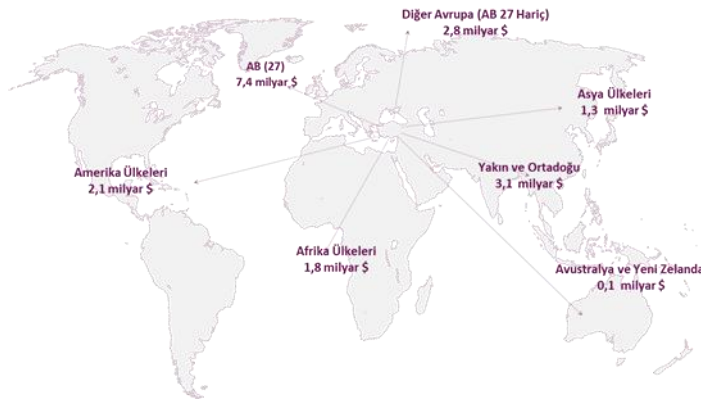 Diğer Avrupa (AB 27 Hariç)
2,8 milyar $
AB (27)
7,4 milyar $
Asya Ülkeleri
1,3 milyar $
Amerika Ülkeleri
2,1 milyar $
Yakın ve Ortadoğu
3,1 milyar $
Afrika Ülkeleri
1,8 milyar $
Avustralya ve Yeni Zelanda
0,1 milyar $